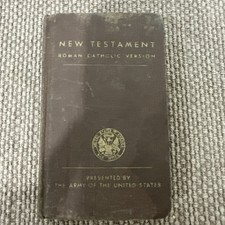 NEW TESTAMENT
ROMAN CATHOLIC VERSION
PRESENTED BY
THE ARMY OF THE UNITED STATES